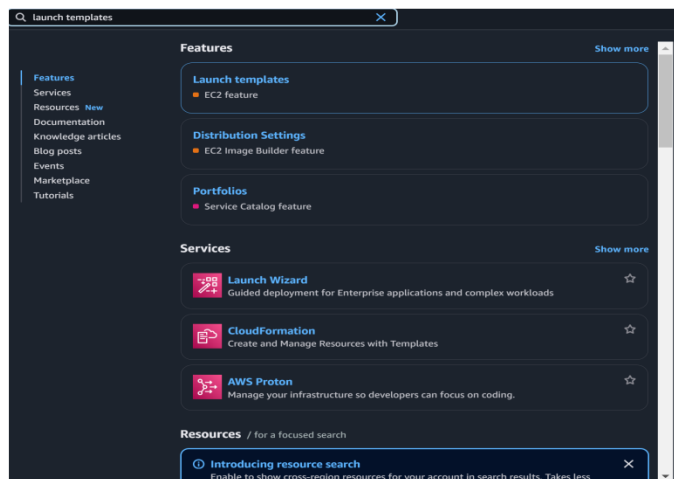 launch templates
Features
Show more
Features
Services
Resources New
Documentation
Knowledge articles
Blog posts
Events
Marketplace
Tutorials
Launch templates
EC2 feature
Distribution Settings
EC2 Image Builder feature
Portfolios
Service Catalog feature
Services
Show more
Launch Wizard
Guided deployment for Enterprise applications and complex workloads
CloudFormation
Create and Manage Resources with Templates
AWS Proton
Manage your infrastructure so developers can focus on coding.
Resources / for a focused search
Introducing resource search
Enable to show cross-region resources for your account in search results. Takes less